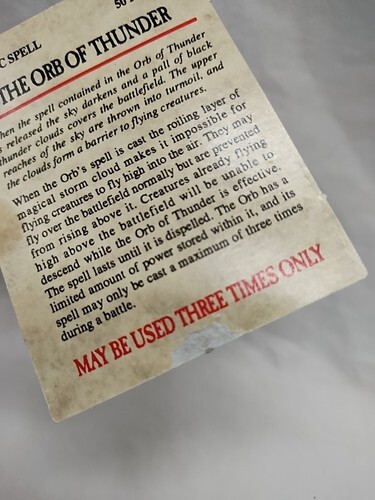 C SPELL 50
THE ORB OF THUNDER
hen the spell contained in the Orb of Thunder
s released the sky darkens and a pall of black
thunder clouds covers the battlefield. The upper
reaches of the sky are thrown into turmoil, and
the clouds form a barrier to flying creatures.
When the Orb's spell is cast the roiling layer of
magical storm cloud makes it impossible for
flying creatures to fly high into the air. They may
fly over the battlefield normally but are prevented
from rising above it. Creatures already flying
high above the battlefield will be unable to
descend while the Orb of Thunder is effective.
The spell lasts until it is dispelled. The Orb has a
limited amount of power stored within it, and its
spell may only be cast a maximum of three times
during a battle.
MAY BE USED THREE TIMES ONLY